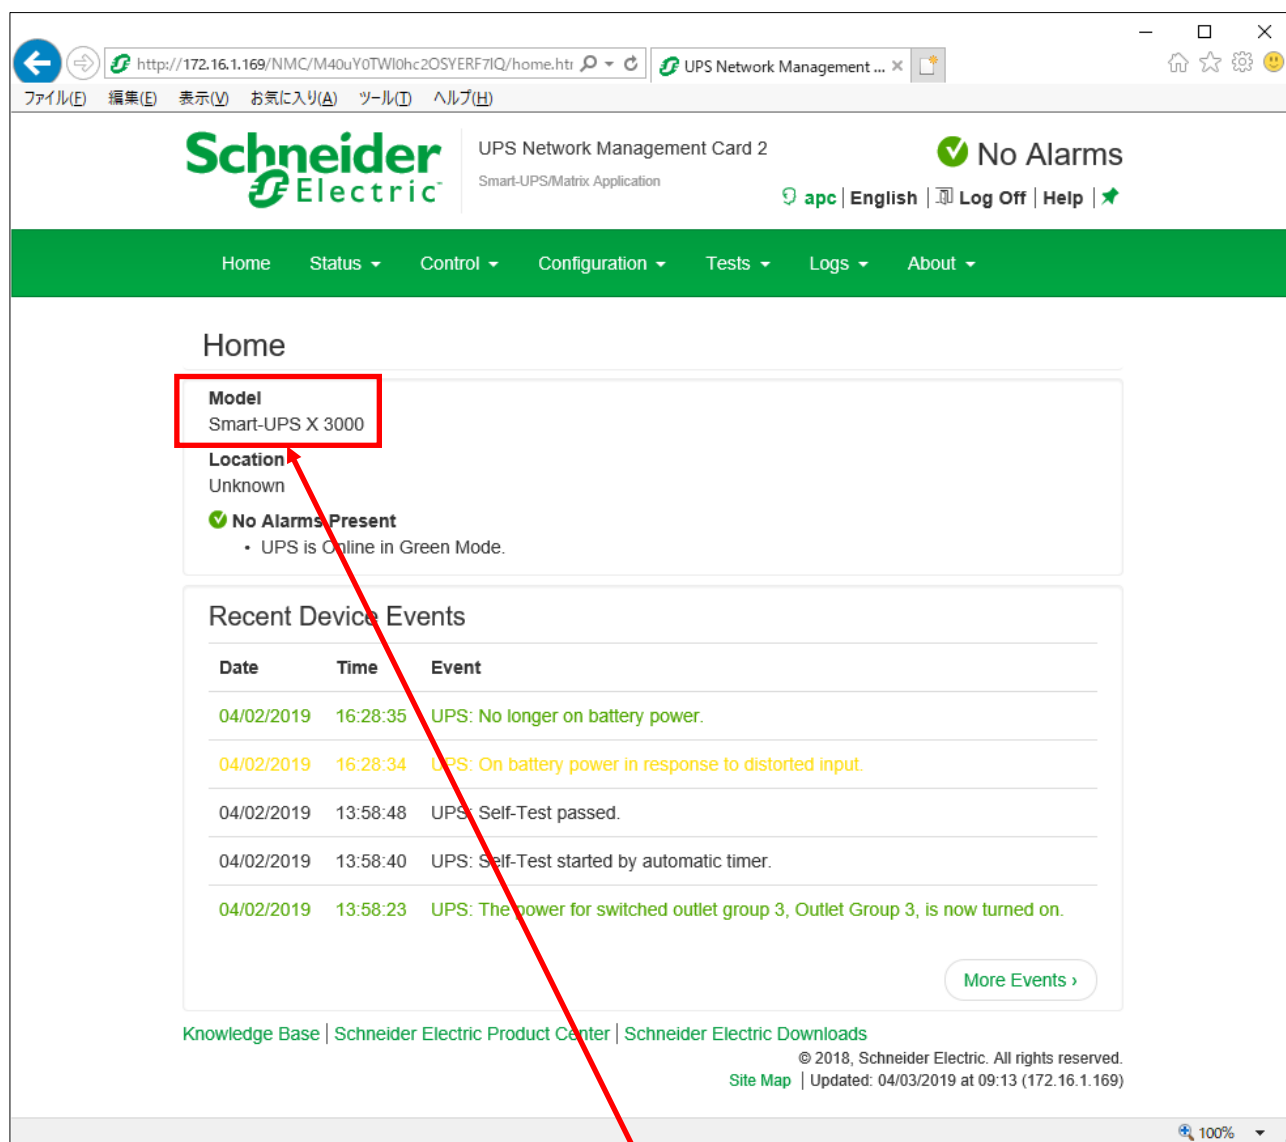 http://172.16.1.169/NMC/M40uY0TWI0hc2OSYERF7IQ/home.htı
UPS Network Management ...
ファイル(F) 編集(E) 表示(V) お気に入り(A) ツール(T) ヘルプ(H)
Schneider Electric
UPS Network Management Card 2
Smart-UPS/Matrix Application
No Alarms
apc | English | Log Off | Help |
Home Status Control Configuration Tests Logs About
Home
Model
Smart-UPS X 3000
Location
Unknown
No Alarms Present
• UPS is Online in Green Mode.
Recent Device Events
Date Time Event
04/02/2019 16:28:35 UPS: No longer on battery power.
04/02/2019 16:28:34 UPS: On battery power in response to distorted input.
04/02/2019 13:58:48 UPS: Self-Test passed.
04/02/2019 13:58:40 UPS: Self-Test started by automatic timer.
04/02/2019 13:58:23 UPS: The power for switched outlet group 3, Outlet Group 3, is now turned on.
More Events ›
Knowledge Base | Schneider Electric Product Center | Schneider Electric Downloads
© 2018, Schneider Electric. All rights reserved.
Site Map | Updated: 04/03/2019 at 09:13 (172.16.1.169)
100%